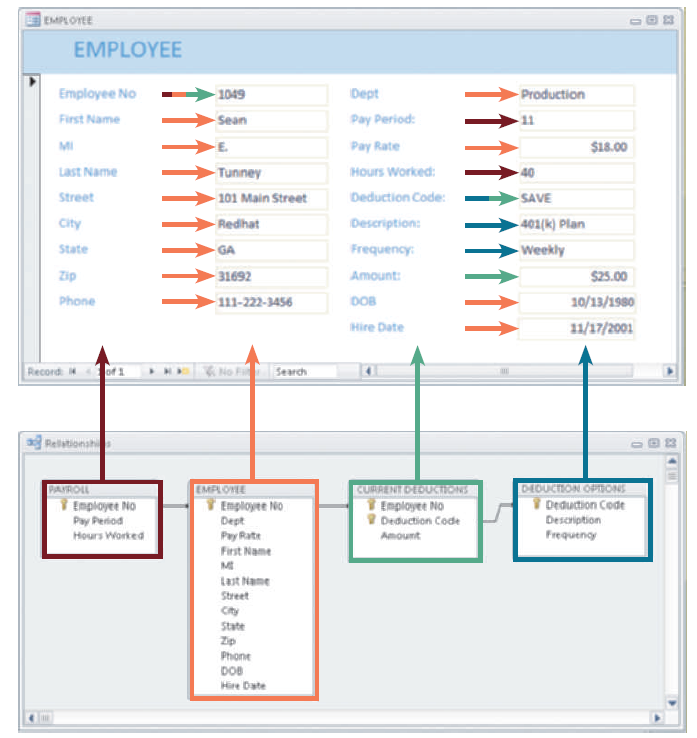 EMPLOYEE
EMPLOYEE
Employee No 1049 Dept Production
First Name Sean Pay Period: 11
MI E. Pay Rate $18.00
Last Name Tunney Hours Worked: 40
Street 101 Main Street Deduction Code: SAVE
City Redhat Description: 401(k) Plan
State GA Frequency: Weekly
Zip 31692 Amount: $25.00
Phone 111-222-3456 DOB 10/13/1980
Hire Date 11/17/2001
Record: of 1 No Filter Search
Relationships
PAYROLL
Employee No
Pay Period
Hours Worked
EMPLOYEE
Employee No
Dept
Pay Rate
First Name
MI
Last Name
Street
City
State
Zip
Phone
DOB
Hire Date
CURRENT DEDUCTIONS
Employee No
Deduction Code
Amount
DEDUCTION OPTIONS
Deduction Code
Description
Frequency